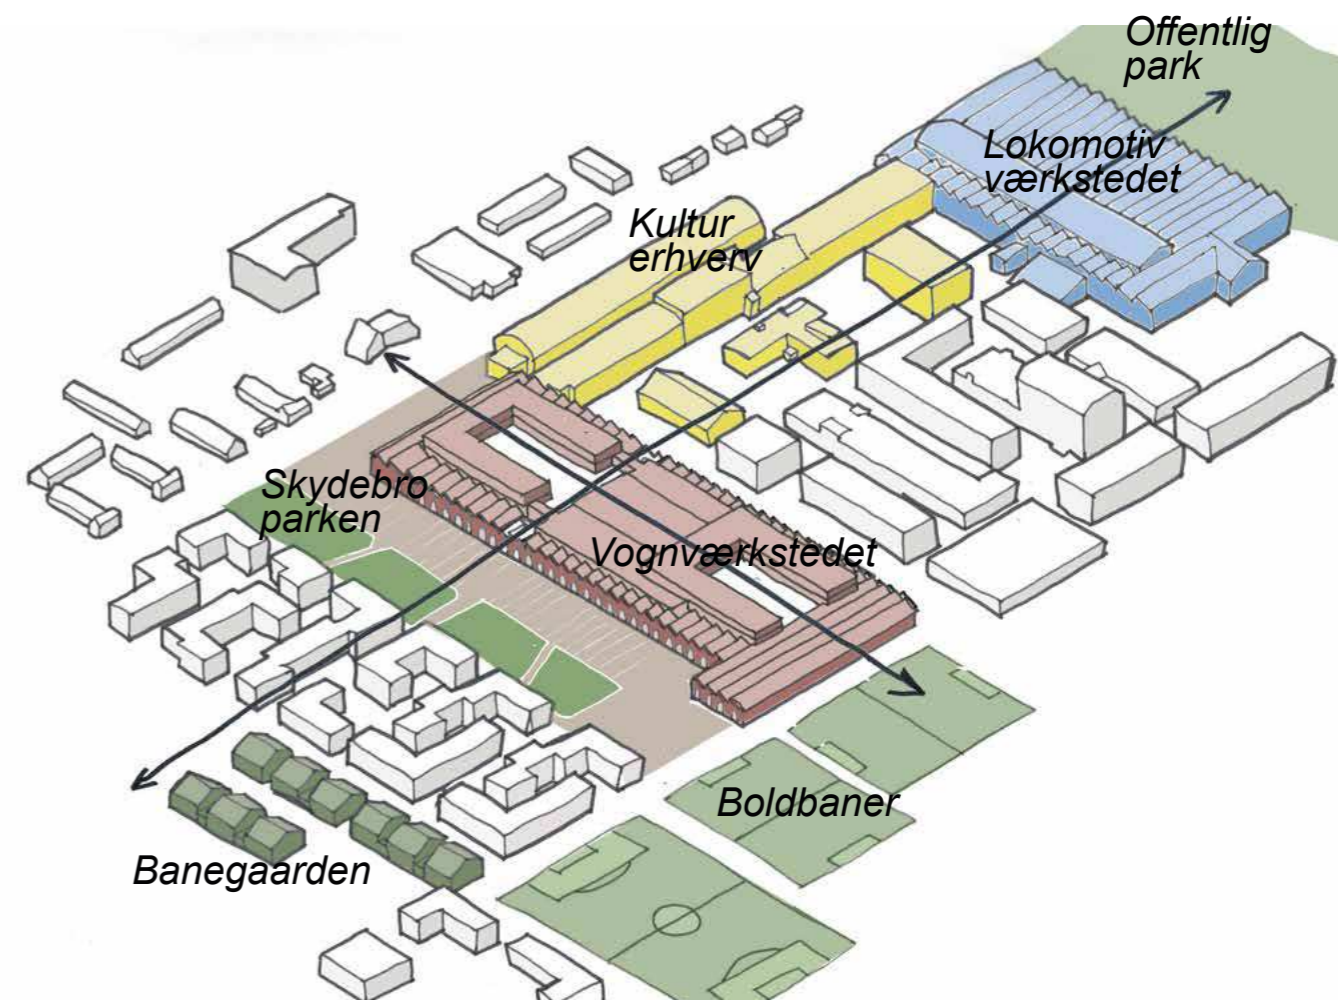 Offentlig
park
Lokomotiv
værkstedet
Kultur
erhverv
Skydebro
parken
Vognværkstedet
Boldbaner
Banegaarden